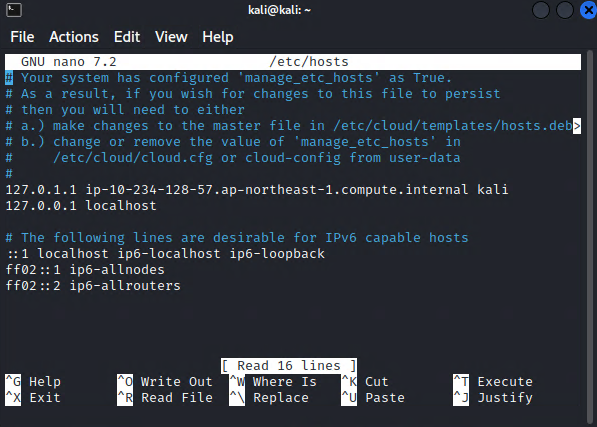 kali@kali: ~
File Actions Edit View Help
GNU nano 7.2 /etc/hosts
# Your system has configured 'manage_etc_hosts' as True.
# As a result, if you wish for changes to this file to persist
# then you will need to either
# a.) make changes to the master file in /etc/cloud/templates/hosts.deb>
# b.) change or remove the value of 'manage_etc_hosts' in
#     /etc/cloud/cloud.cfg or cloud-config from user-data
#
127.0.1.1 ip-10-234-128-57.ap-northeast-1.compute.internal kali
127.0.0.1 localhost
# The following lines are desirable for IPv6 capable hosts
::1 localhost ip6-localhost ip6-loopback
ff02::1 ip6-allnodes
ff02::2 ip6-allrouters
[ Read 16 lines ]
^G Help ^O Write Out ^W Where Is ^K Cut ^T Execute
^X Exit ^R Read File ^\ Replace ^U Paste ^J Justify